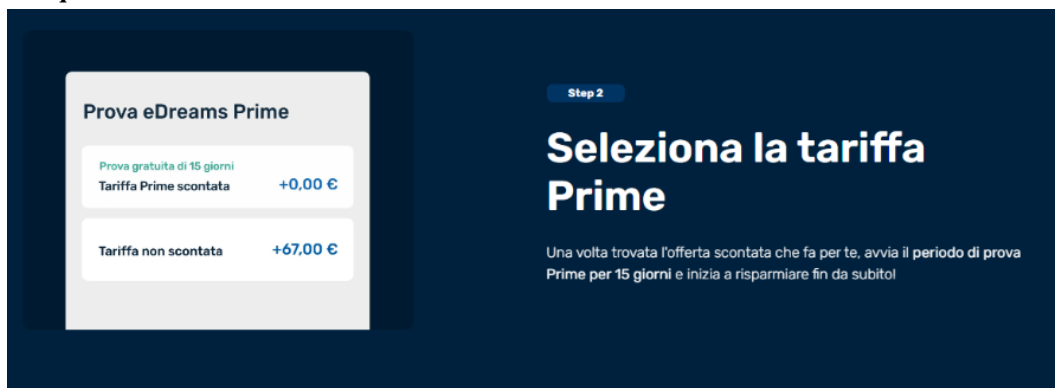 Prova eDreams Prime
Prova gratuita di 15 giorni
Tariffa Prime scontata
+0,00 €
Tariffa non scontata
+67,00 €
Step 2
Seleziona la tariffa
Prime
Una volta trovata l'offerta scontata che fa per te, avvia il periodo di prova
Prime per 15 giorni e inizia a risparmiare fin da subito!